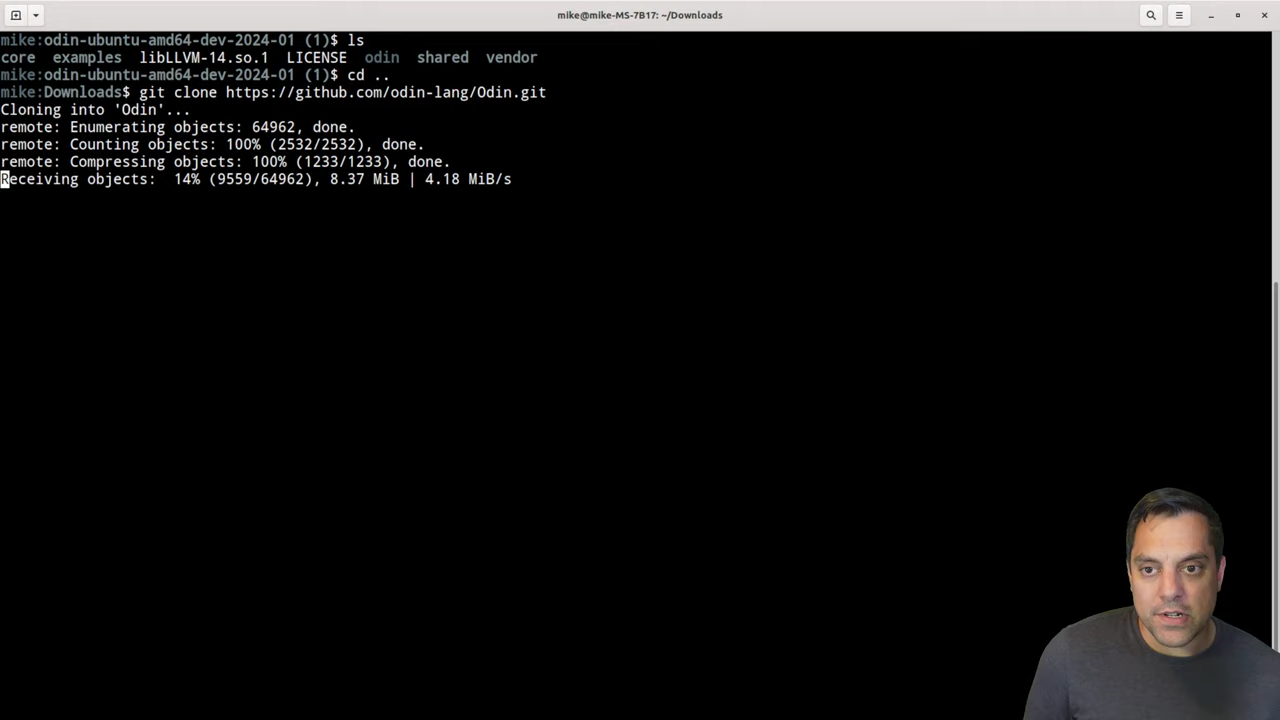 mike@mike-MS-7B17: ~/Downloads
mike:odin-ubuntu-amd64-dev-2024-01 (1)$ ls
core  examples  libLLVM-14.so.1  LICENSE  odin  shared  vendor
mike:odin-ubuntu-amd64-dev-2024-01 (1)$ cd ..
mike:Downloads$ git clone https://github.com/odin-lang/Odin.git
Cloning into 'Odin'...
remote: Enumerating objects: 64962, done.
remote: Counting objects: 100% (2532/2532), done.
remote: Compressing objects: 100% (1233/1233), done.
Receiving objects:  14% (9559/64962), 8.37 MiB | 4.18 MiB/s